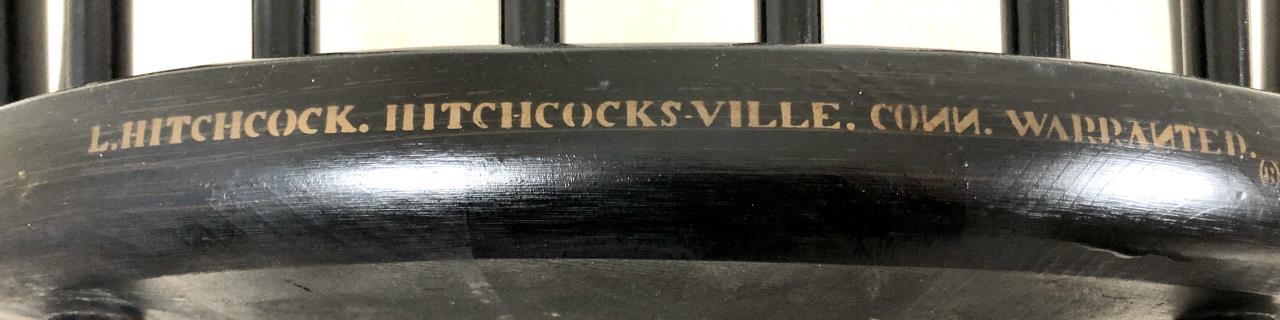 L.HITCHCOCK. HITCHCOCKS-VILLE. CONN. WARRANTED.
®